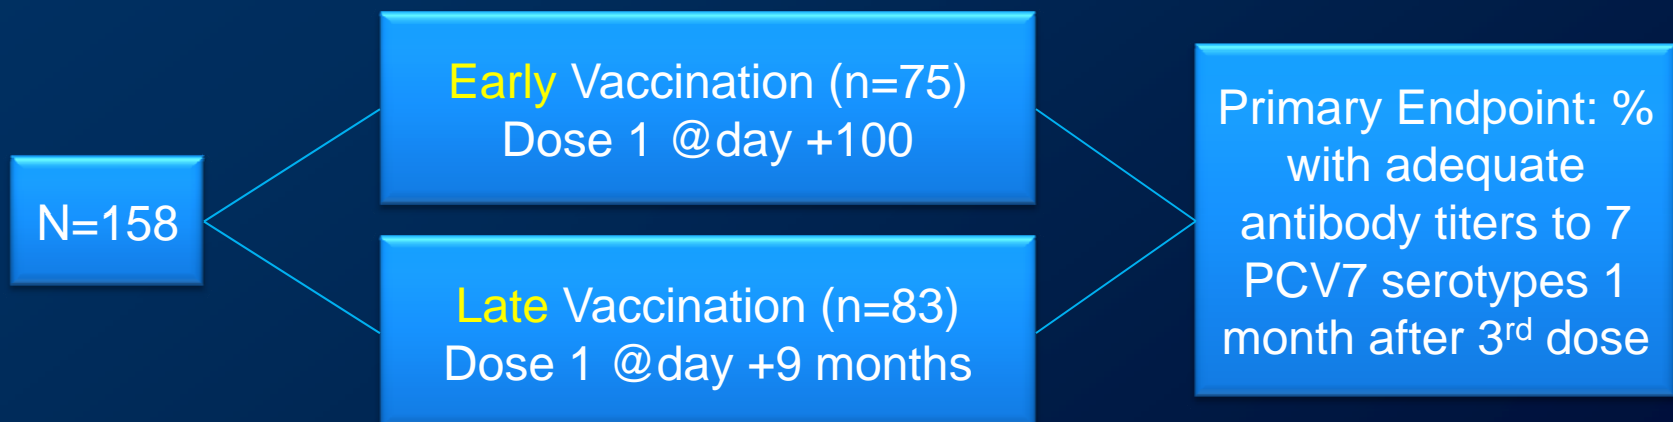 N=158
Early Vaccination (n=75)
Dose 1 @day +100
Late Vaccination (n=83)
Dose 1 @day +9 months
Primary Endpoint: %
with adequate
antibody titers to 7
PCV7 serotypes 1
month after 3rd dose